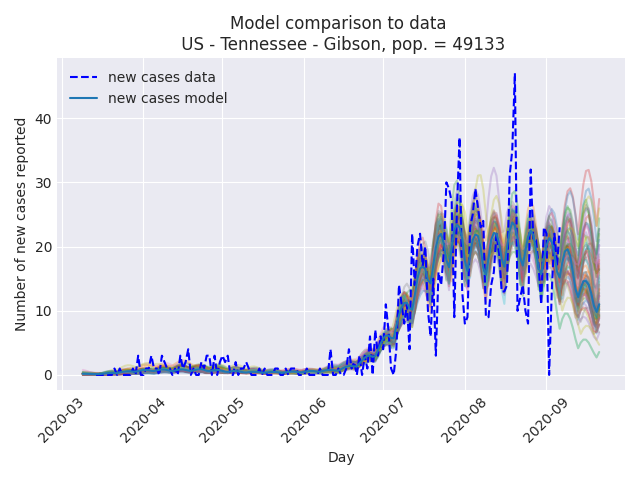 Model comparison to data
US - Tennessee - Gibson, pop. = 49133
new cases data
new cases model
Number of new cases reported
40
30
20
10
0
2020-03
2020-04
2020-05
2020-06
2020-07
2020-08
2020-09
Day